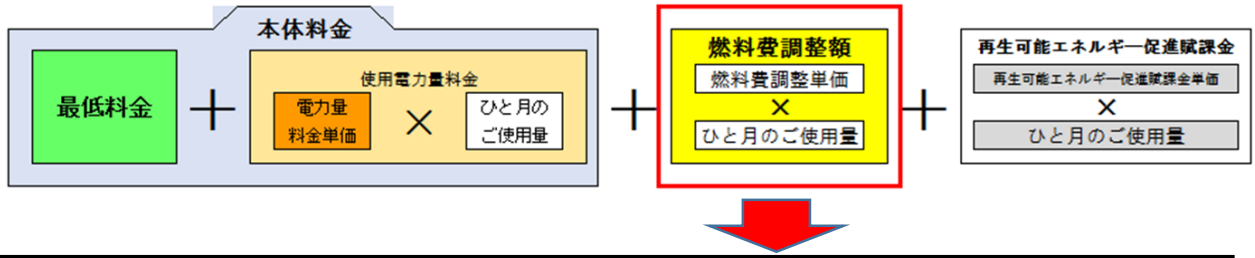 本体料金
最低料金
＋
使用電力量料金
電力量
料金単価
×
ひと月の
ご使用量
＋
燃料費調整額
燃料費調整単価
×
ひと月のご使用量
＋
再生可能エネルギー促進賦課金
再生可能エネルギー促進賦課金単価
×
ひと月のご使用量